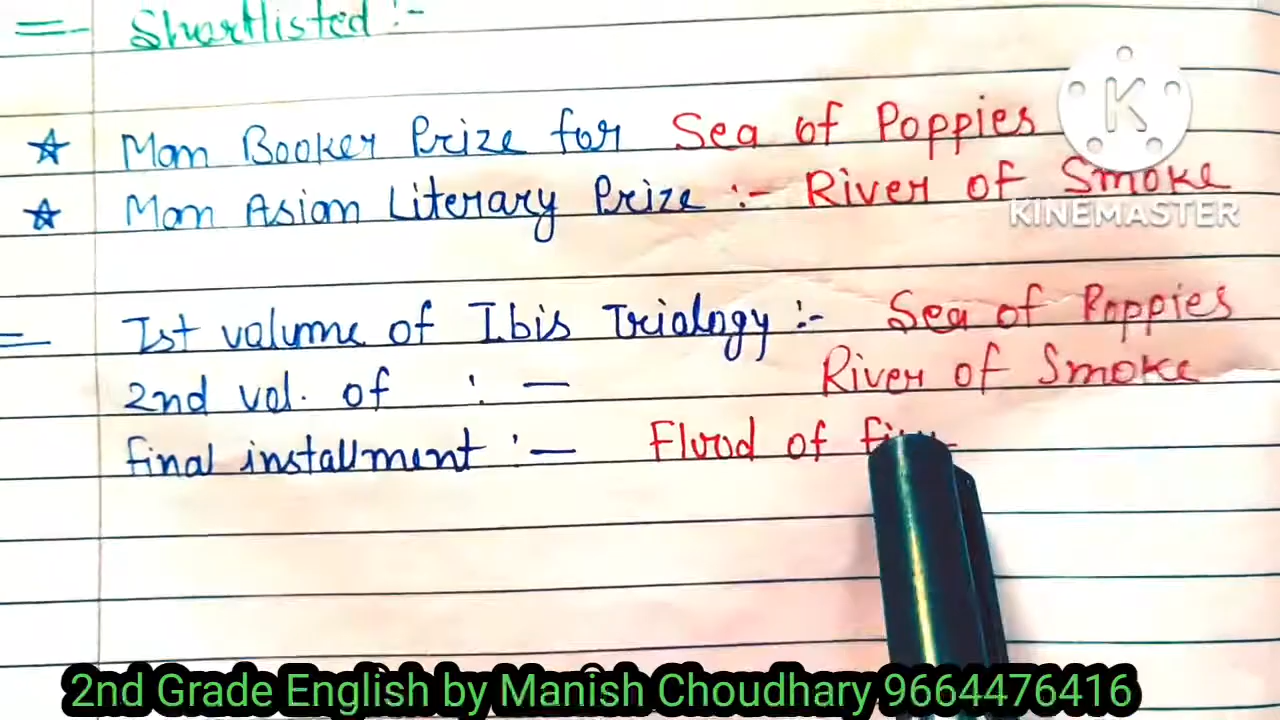 = Shortlisted :-
☆ Man Booker Prize for Sea of Poppies
☆ Man Asian Literary Prize :- River of Smoke
KINEMASTER
= Ist volume of Ibis Triology :- Sea of Poppies
2nd vol. of : — River of Smoke
final installment :— Flood of
2nd Grade English by Manish Choudhary 9664476416